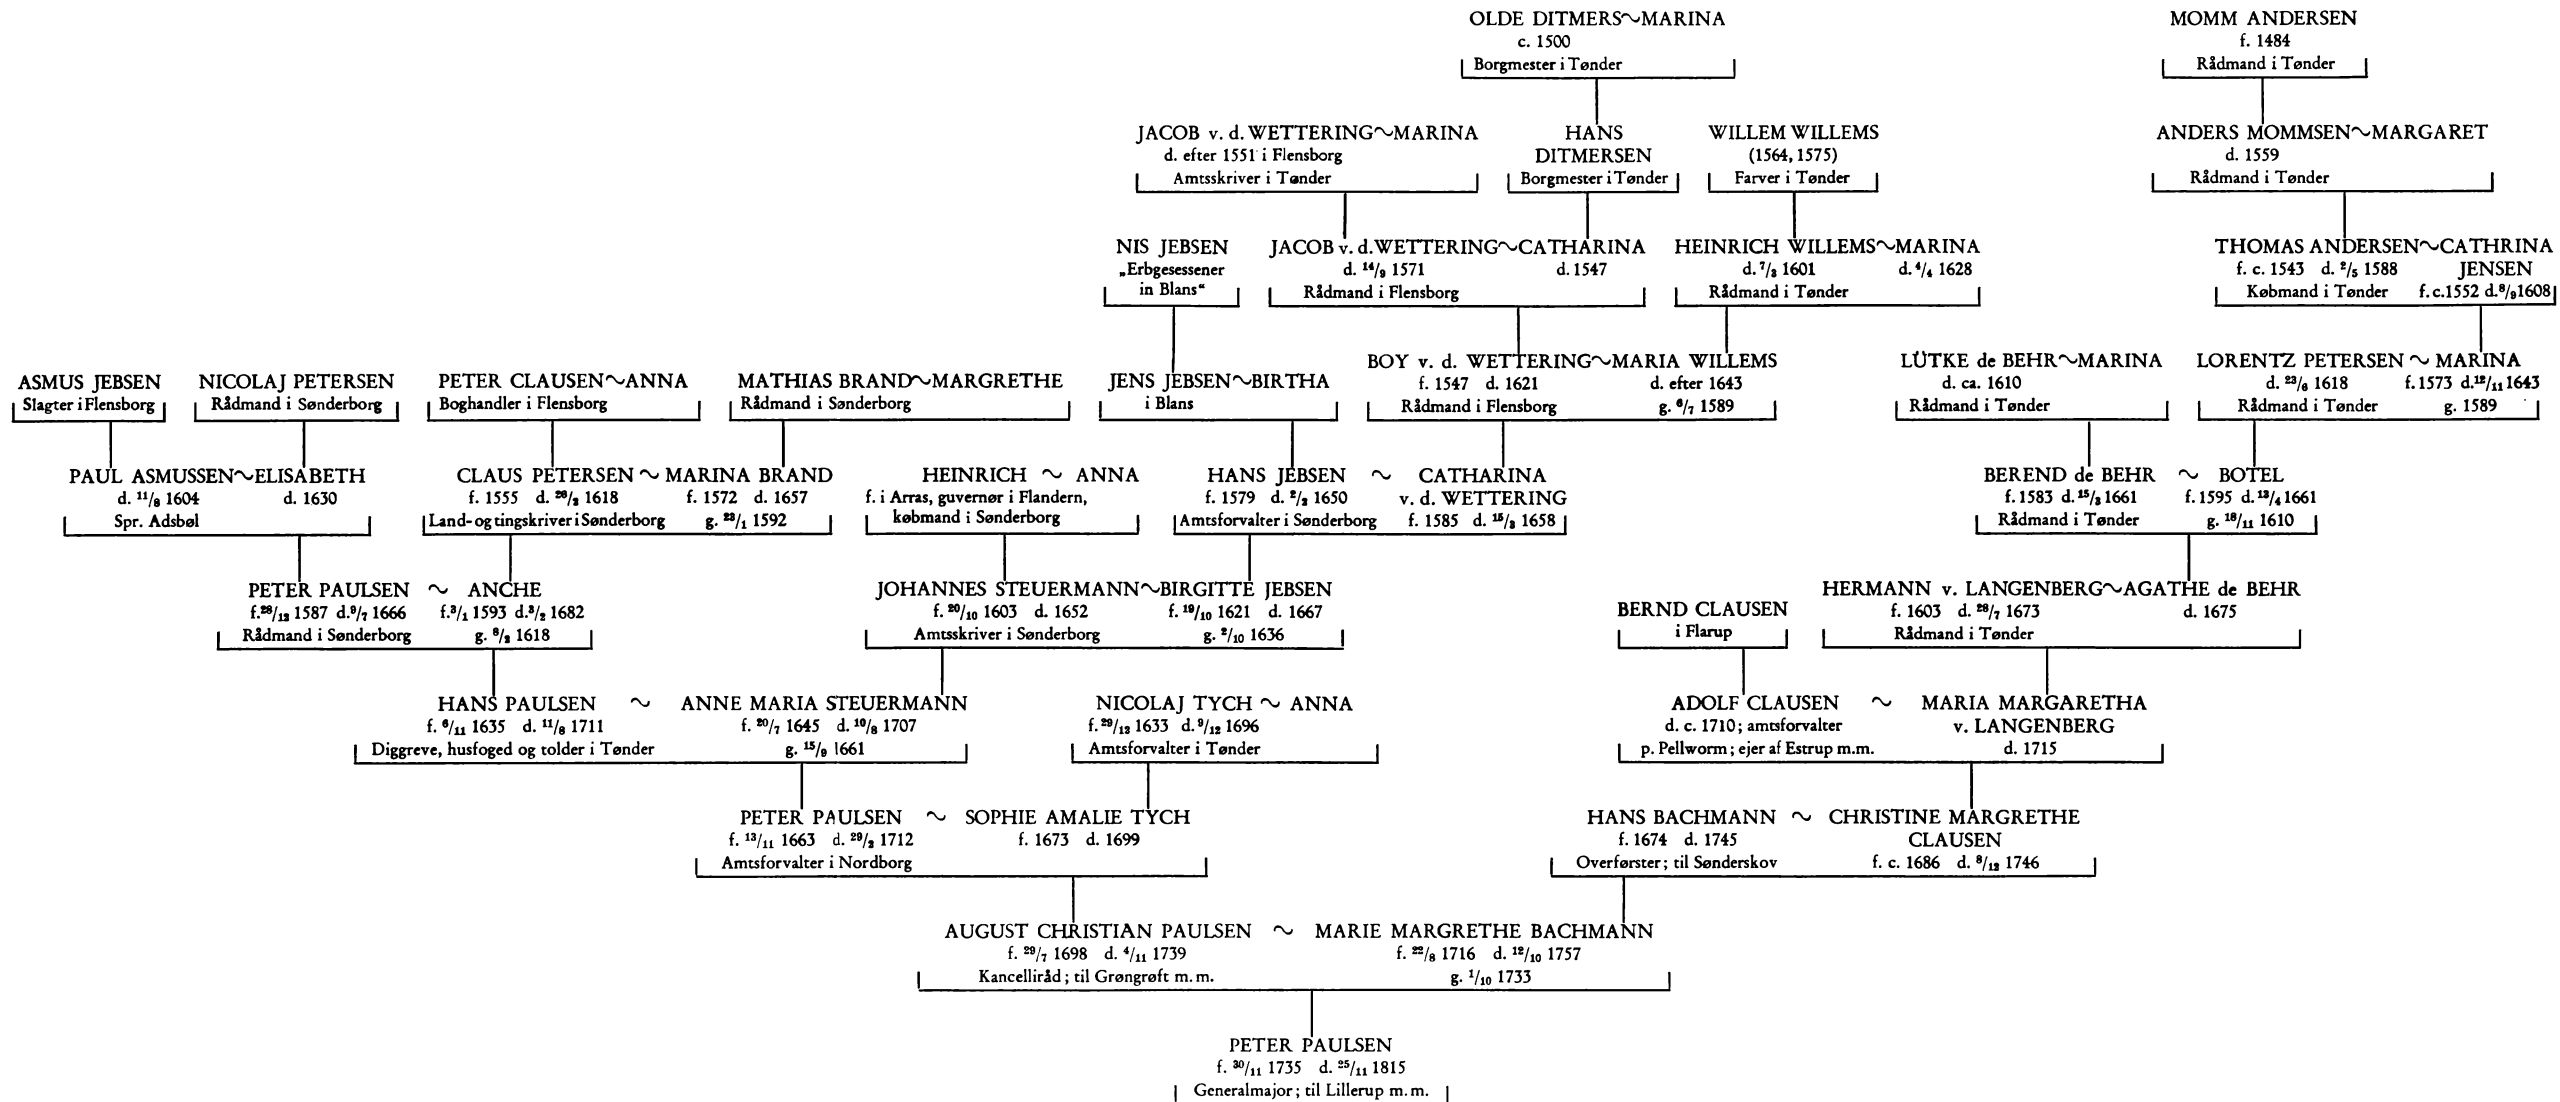 OLDE DITMERS~MARINA
c. 1500
Borgmester i Tønder
MOMM ANDERSEN
f. 1484
Rådmand i Tønder
JACOB v. d. WETTERING~MARINA
d. efter 1551 i Flensborg
Amtsskriver i Tønder
HANS
DITMERSEN
Borgmester i Tønder
WILLEM WILLEMS
(1564, 1575)
Farver i Tønder
ANDERS MOMMSEN~MARGARET
d. 1559
Rådmand i Tønder
NIS JEBSEN
„Erbgesessener
in Blans“
JACOB v. d. WETTERING~CATHARINA
d. 14/9 1571 d. 1547
Rådmand i Flensborg
HEINRICH WILLEMS~MARINA
d. 7/3 1601 d. 4/4 1628
Rådmand i Tønder
THOMAS ANDERSEN~CATHRINA
f. c. 1543 d. 2/5 1588 JENSEN
Købmand i Tønder f. c. 1552 d. 8/9 1608
ASMUS JEBSEN
Slagter i Flensborg
NICOLAJ PETERSEN
Rådmand i Sønderborg
PETER CLAUSEN~ANNA
Boghandler i Flensborg
MATHIAS BRAND~MARGRETHE
Rådmand i Sønderborg
JENS JEBSEN~BIRTHA
i Blans
BOY v. d. WETTERING~MARIA WILLEMS
f. 1547 d. 1621 d. efter 1643
Rådmand i Flensborg g. 6/7 1589
LÜTKE de BEHR~MARINA
d. ca. 1610
Rådmand i Tønder
LORENTZ PETERSEN ~ MARINA
d. 23/6 1618 f. 1573 d. 12/11 1643
Rådmand i Tønder g. 1589
PAUL ASMUSSEN~ELISABETH
d. 11/8 1604 d. 1630
Spr. Adsbøl
CLAUS PETERSEN ~ MARINA BRAND
f. 1555 d. 26/2 1618 f. 1572 d. 1657
Land- og tingskriver i Sønderborg g. 23/1 1592
HEINRICH ~ ANNA
f. i Arras, guvernør i Flandern,
købmand i Sønderborg
HANS JEBSEN ~ CATHARINA
f. 1579 d. 2/2 1650 v. d. WETTERING
Amtsforvalter i Sønderborg f. 1585 d. 15/3 1658
BEREND de BEHR ~ BOTEL
f. 1583 d. 15/3 1661 f. 1595 d. 13/4 1661
Rådmand i Tønder g. 18/11 1610
PETER PAULSEN ~ ANCHE
f. 28/12 1587 d. 9/7 1666 f. 3/1 1593 d. 3/2 1682
Rådmand i Sønderborg g. 8/2 1618
JOHANNES STEUERMANN~BIRGITTE JEBSEN
f. 20/10 1603 d. 1652 f. 19/10 1621 d. 1667
Amtsskriver i Sønderborg g. 2/10 1636
BERND CLAUSEN
i Flarup
HERMANN v. LANGENBERG~AGATHE de BEHR
f. 1603 d. 28/7 1673 d. 1675
Rådmand i Tønder
HANS PAULSEN ~ ANNE MARIA STEUERMANN
f. 6/11 1635 d. 11/8 1711 f. 20/7 1645 d. 10/8 1707
Diggreve, husfoged og tolder i Tønder g. 15/9 1661
NICOLAJ TYCH ~ ANNA
f. 29/12 1633 d. 9/12 1696
Amtsforvalter i Tønder
ADOLF CLAUSEN ~ MARIA MARGARETHA
d. c. 1710; amtsforvalter v. LANGENBERG
p. Pellworm; ejer af Estrup m.m. d. 1715
PETER PAULSEN ~ SOPHIE AMALIE TYCH
f. 13/11 1663 d. 29/2 1712 f. 1673 d. 1699
Amtsforvalter i Nordborg
HANS BACHMANN ~ CHRISTINE MARGRETHE
f. 1674 d. 1745 CLAUSEN
Overførster; til Sønderskov f. c. 1686 d. 8/12 1746
AUGUST CHRISTIAN PAULSEN ~ MARIE MARGRETHE BACHMANN
f. 29/7 1698 d. 4/11 1739 f. 22/8 1716 d. 12/10 1757
Kancelliråd; til Grøngrøft m. m. g. 1/10 1733
PETER PAULSEN
f. 30/11 1735 d. 25/11 1815
Generalmajor; til Lillerup m. m.